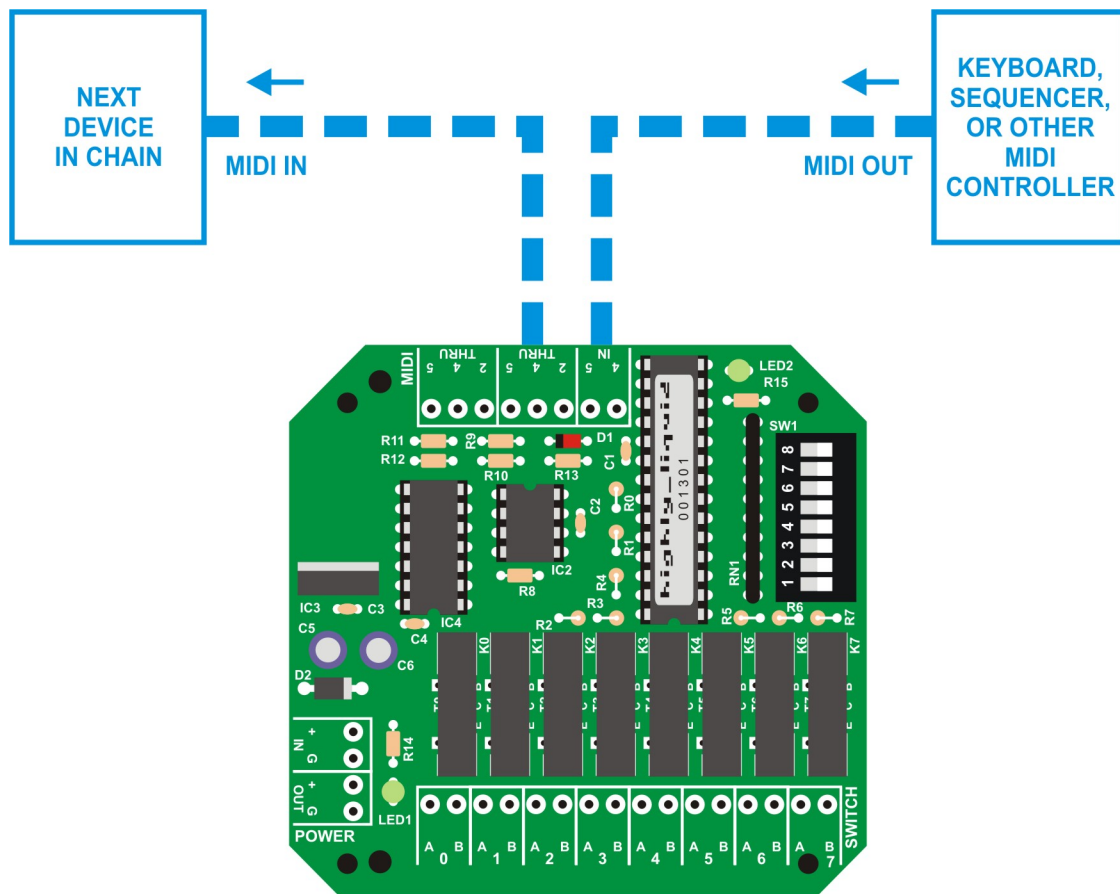 NEXT
DEVICE
IN CHAIN
MIDI IN
KEYBOARD,
SEQUENCER,
OR OTHER
MIDI
CONTROLLER
MIDI OUT
MIDI
5 4 2
THRU
5 4 2
THRU
5 4
IN
LED2
R15
R11
R9
D1
SW1
R12
R10
R13
C1
highly_liquid
001301
8
7
6
5
4
3
2
1
C2
R0
R1
IC2
R8
R4
RN1
IC3
C3
IC4
C4
R2
R3
R5
R6
R7
C5
C6
D2
K0
K1
K2
K3
K4
K5
K6
K7
B B B B B B B B
C C C C C C C
E E E E E E E
IN
+
G
OUT
+
G
POWER
R14
LED1
A B A B A B A B A B A B A B A B
0 1 2 3 4 5 6 7
SWITCH